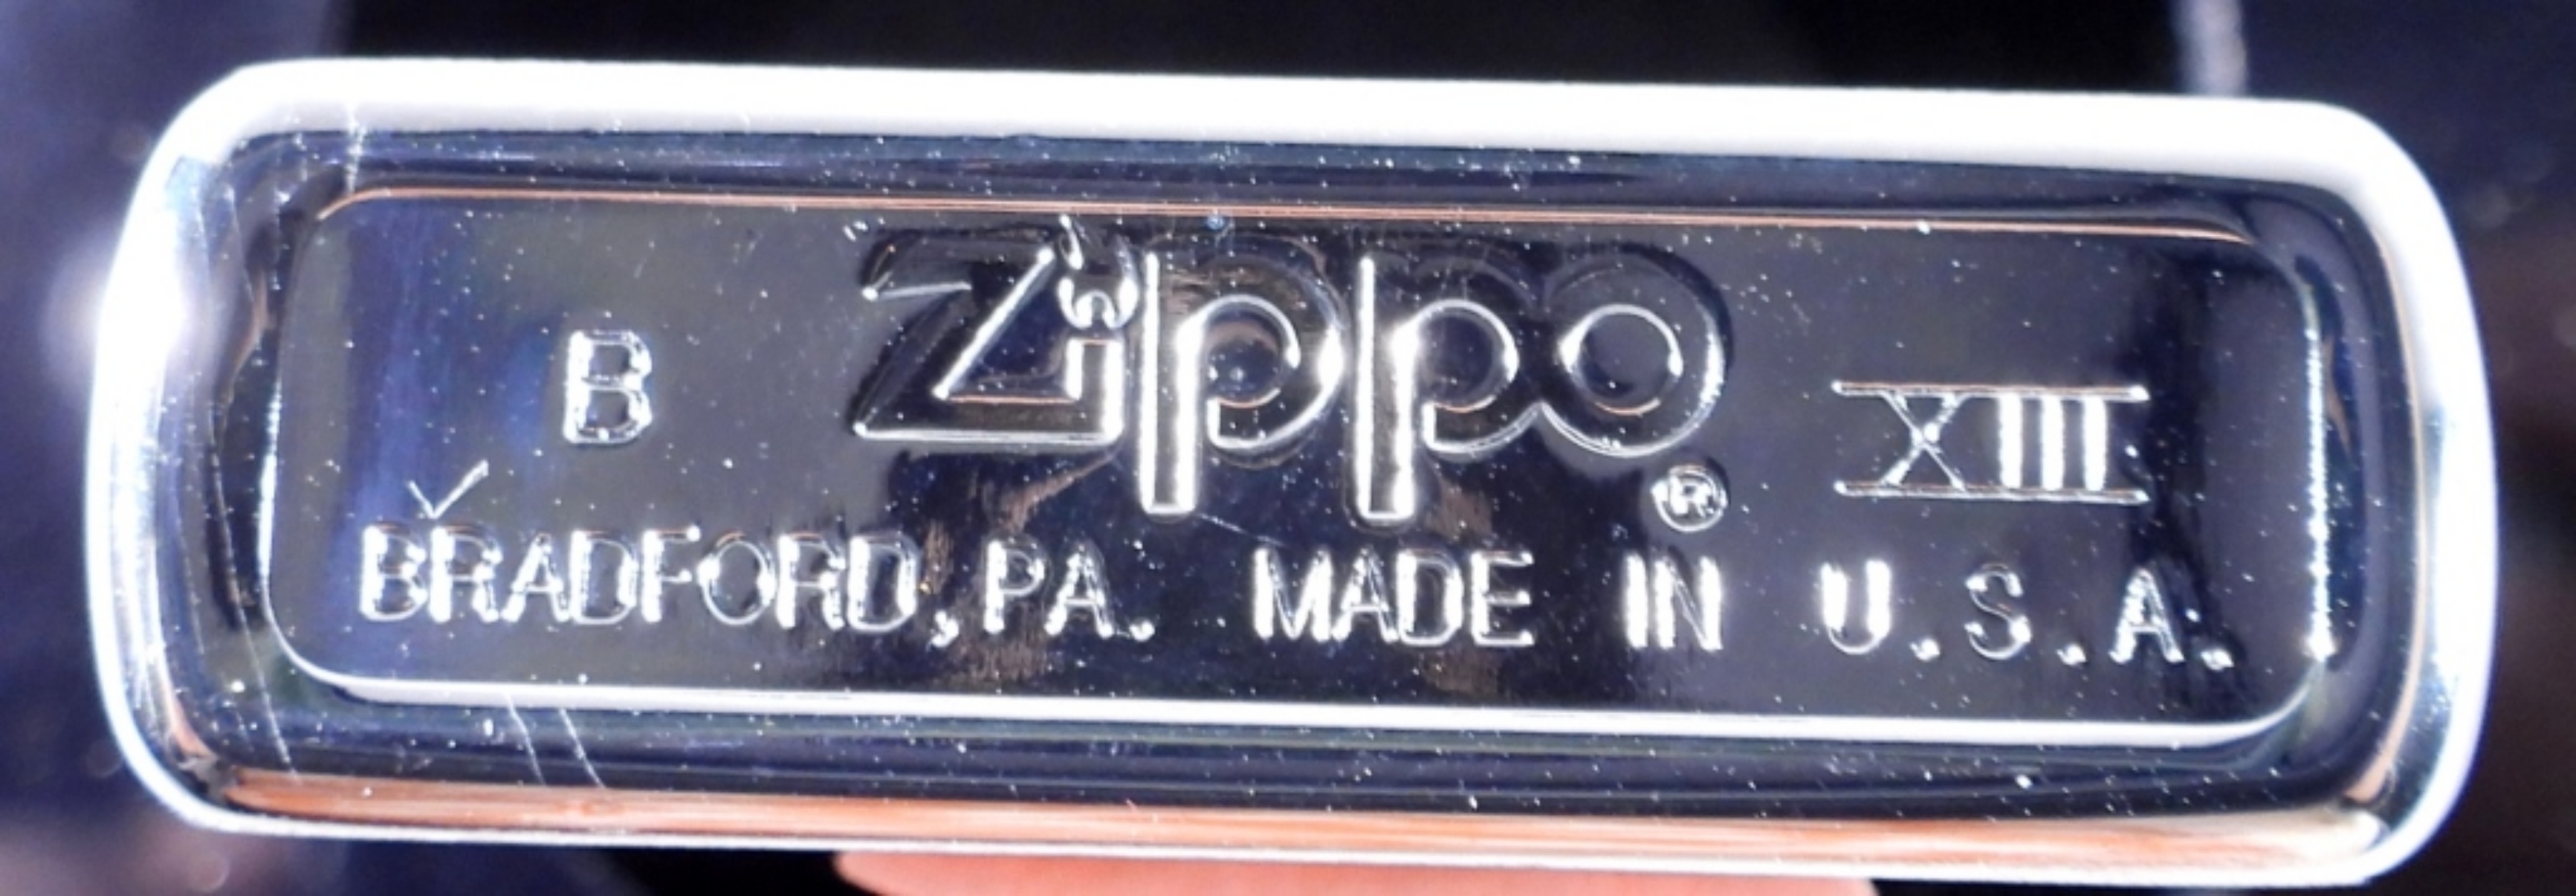 B Zippo® XIII
✓
BRADFORD,PA. MADE IN U.S.A.